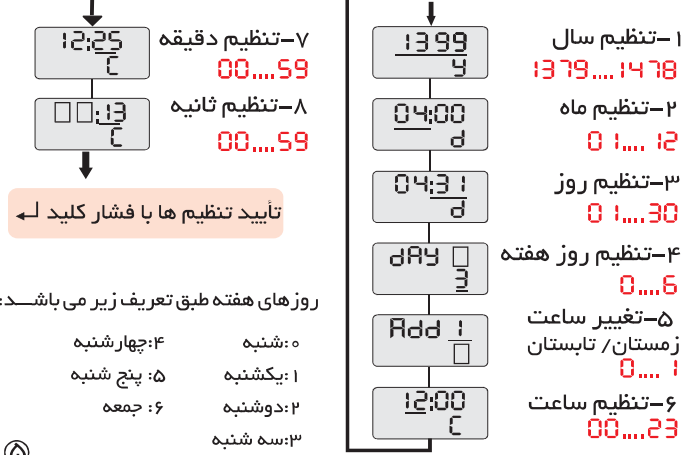 ۱-تنظیم سال
1379....1478
1399
y
۲-تنظیم ماه
01....12
04:00
d
۳-تنظیم روز
01....30
04:31
d
۴-تنظیم روز هفته
0....6
dAY
3
۵-تغییر ساعت
زمستان/ تابستان
0....1
Add 1
۶-تنظیم ساعت
00....23
12:00
C
۷-تنظیم دقیقه
00....59
12:25
C
۸-تنظیم ثانیه
00....59
:13
C
تأیید تنظیم ها با فشار کلید ↲
روزهای هفته طبق تعریف زیر می باشــد:
۰:شنبه
۱:یکشنبه
۲:دوشنبه
۳:سه شنبه
۴:چهارشنبه
۵: پنج شنبه
۶: جمعه
۵